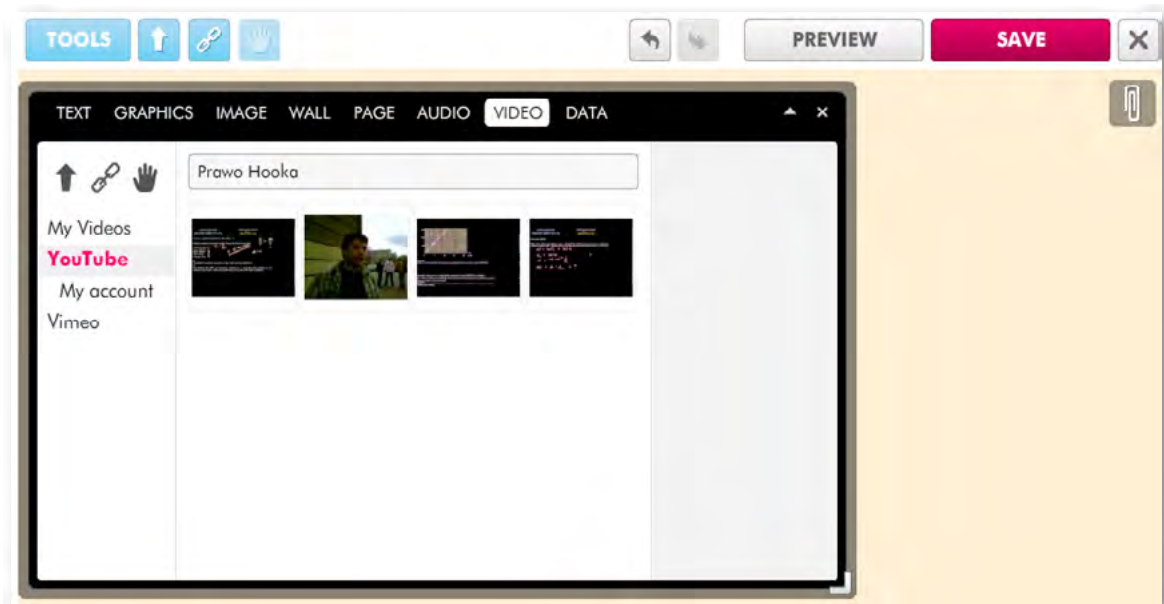 TOOLS PREVIEW SAVE
TEXT GRAPHICS IMAGE WALL PAGE AUDIO VIDEO DATA
Prawo Hooka
My Videos
YouTube
My account
Vimeo